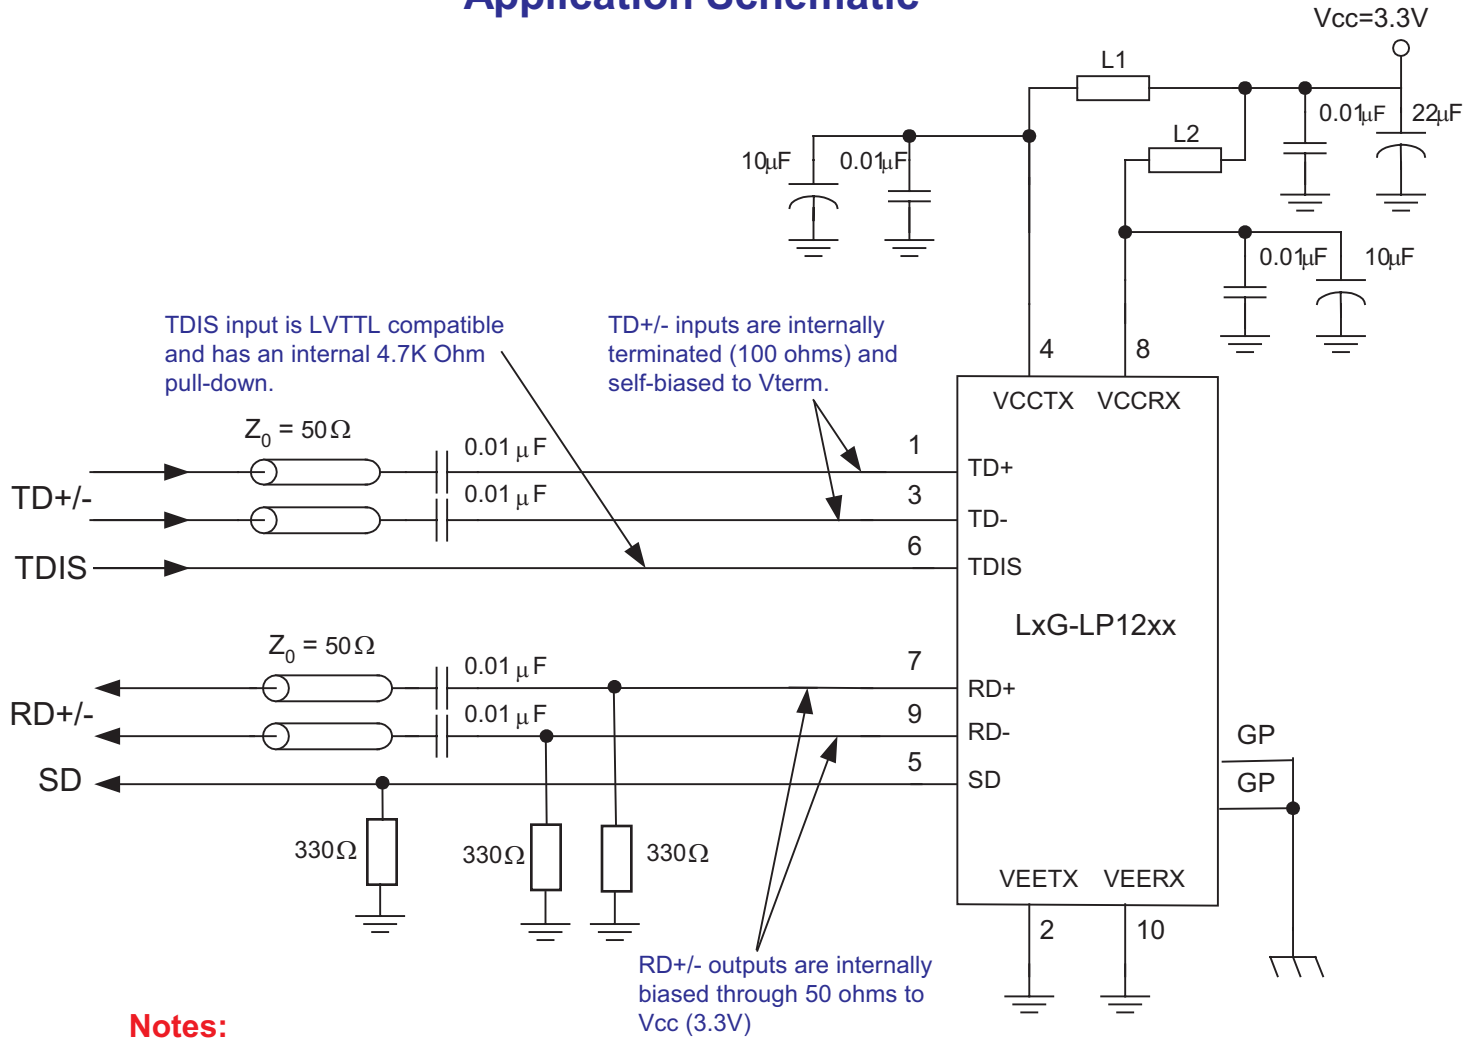 Application Schematic
Vcc=3.3V
L1
0.01μF
22μF
L2
10μF
0.01μF
0.01μF
10μF
TDIS input is LVTTL compatible
and has an internal 4.7K Ohm
pull-down.
TD+/- inputs are internally
terminated (100 ohms) and
self-biased to Vterm.
4
8
VCCTX
VCCRX
Z0 = 50Ω
0.01 μF
1
TD+
TD+/-
0.01 μF
3
TD-
TDIS
6
TDIS
LxG-LP12xx
Z0 = 50Ω
0.01 μF
7
RD+
RD+/-
0.01 μF
9
RD-
GP
SD
5
SD
GP
330Ω
330Ω
330Ω
VEETX
VEERX
2
10
RD+/- outputs are internally
biased through 50 ohms to
Vcc (3.3V)
Notes: